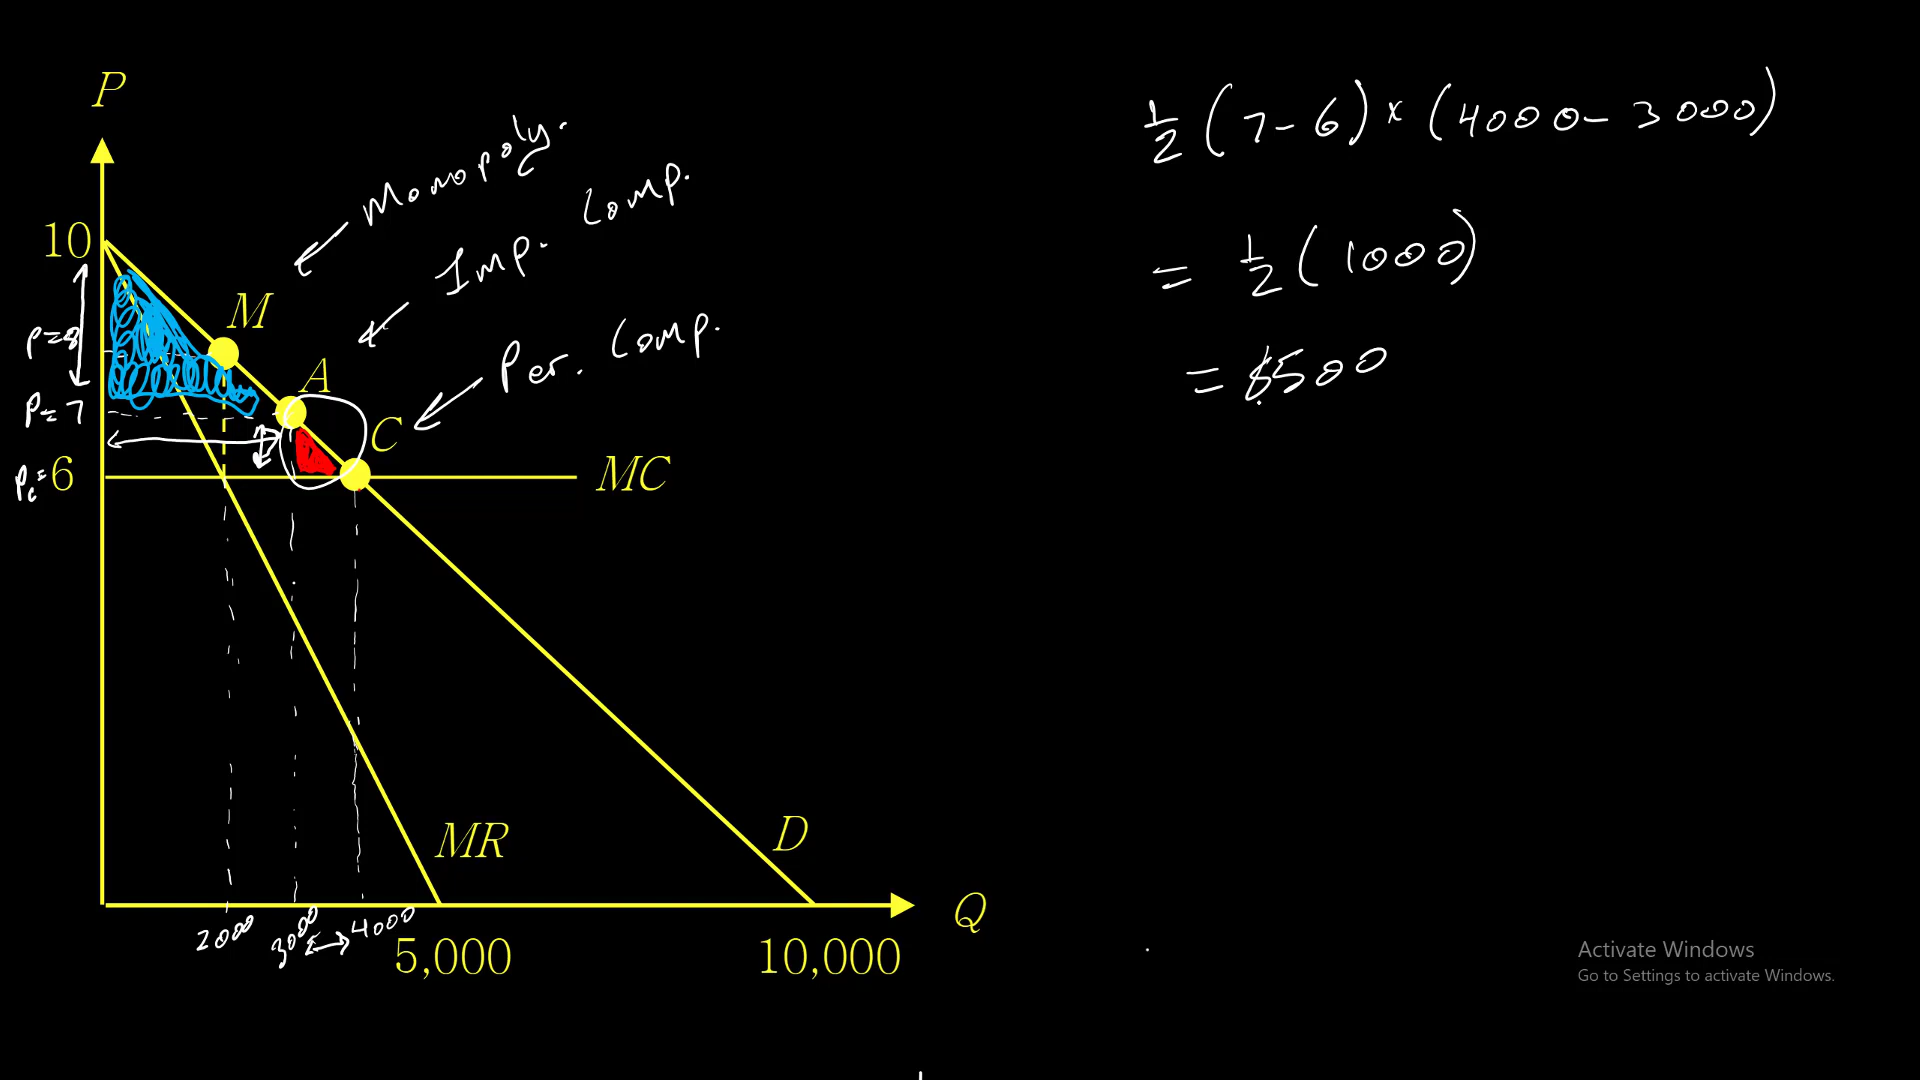 P
10
P=8
P=7
Pc=6
M
A
C
MC
MR
D
Q
Monopoly.
Imp. Comp.
Per. Comp.
2000
3000
4000
5,000
10,000
1/2 (7-6) × (4000 - 3000)
= 1/2 (1000)
= $500
Activate Windows
Go to Settings to activate Windows.